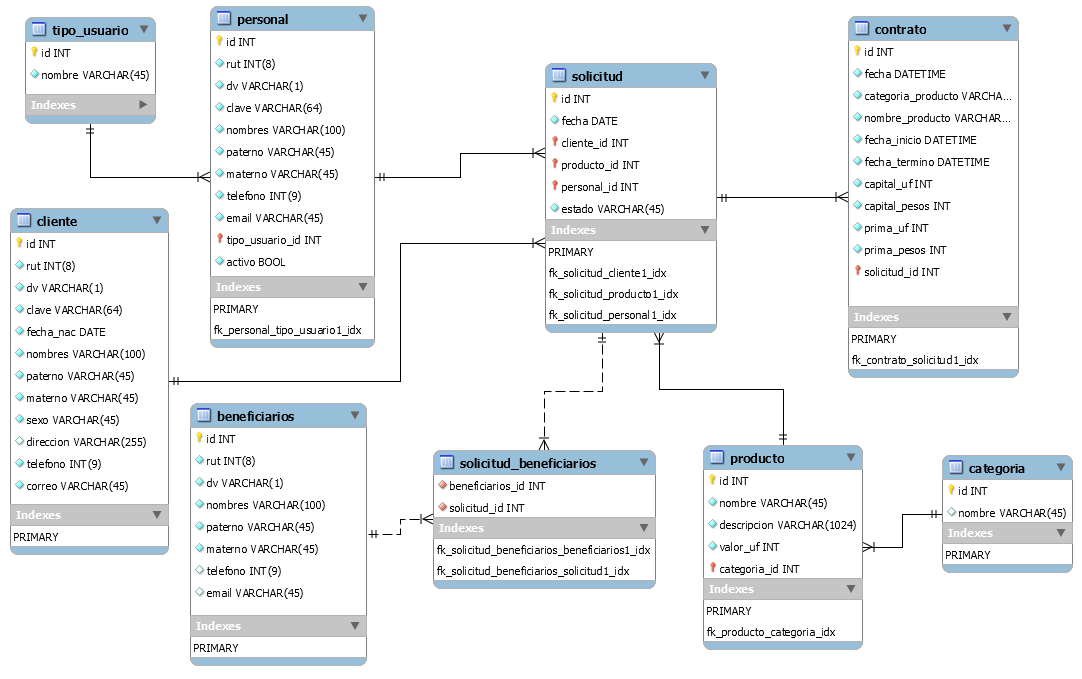 tipo_usuario
id INT
nombre VARCHAR(45)
Indexes
personal
id INT
rut INT(8)
dv VARCHAR(1)
clave VARCHAR(64)
nombres VARCHAR(100)
paterno VARCHAR(45)
materno VARCHAR(45)
telefono INT(9)
email VARCHAR(45)
tipo_usuario_id INT
activo BOOL
Indexes
PRIMARY
fk_personal_tipo_usuario1_idx
solicitud
id INT
fecha DATE
cliente_id INT
producto_id INT
personal_id INT
estado VARCHAR(45)
Indexes
PRIMARY
fk_solicitud_cliente1_idx
fk_solicitud_producto1_idx
fk_solicitud_personal1_idx
contrato
id INT
fecha DATETIME
categoria_producto VARCHA...
nombre_producto VARCHAR...
fecha_inicio DATETIME
fecha_termino DATETIME
capital_uf INT
capital_pesos INT
prima_uf INT
prima_pesos INT
solicitud_id INT
Indexes
PRIMARY
fk_contrato_solicitud1_idx
cliente
id INT
rut INT(8)
dv VARCHAR(1)
clave VARCHAR(64)
fecha_nac DATE
nombres VARCHAR(100)
paterno VARCHAR(45)
materno VARCHAR(45)
sexo VARCHAR(45)
direccion VARCHAR(255)
telefono INT(9)
correo VARCHAR(45)
Indexes
PRIMARY
beneficiarios
id INT
rut INT(8)
dv VARCHAR(1)
nombres VARCHAR(100)
paterno VARCHAR(45)
materno VARCHAR(45)
telefono INT(9)
email VARCHAR(45)
Indexes
PRIMARY
solicitud_beneficiarios
beneficiarios_id INT
solicitud_id INT
Indexes
fk_solicitud_beneficiarios_beneficiarios1_idx
fk_solicitud_beneficiarios_solicitud1_idx
producto
id INT
nombre VARCHAR(45)
descripcion VARCHAR(1024)
valor_uf INT
categoria_id INT
Indexes
PRIMARY
fk_producto_categoria_idx
categoria
id INT
nombre VARCHAR(45)
Indexes
PRIMARY